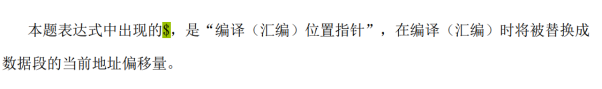 本题表达式中出现的$，是“编译（汇编）位置指针”，在编译（汇编）时将被替换成
数据段的当前地址偏移量。